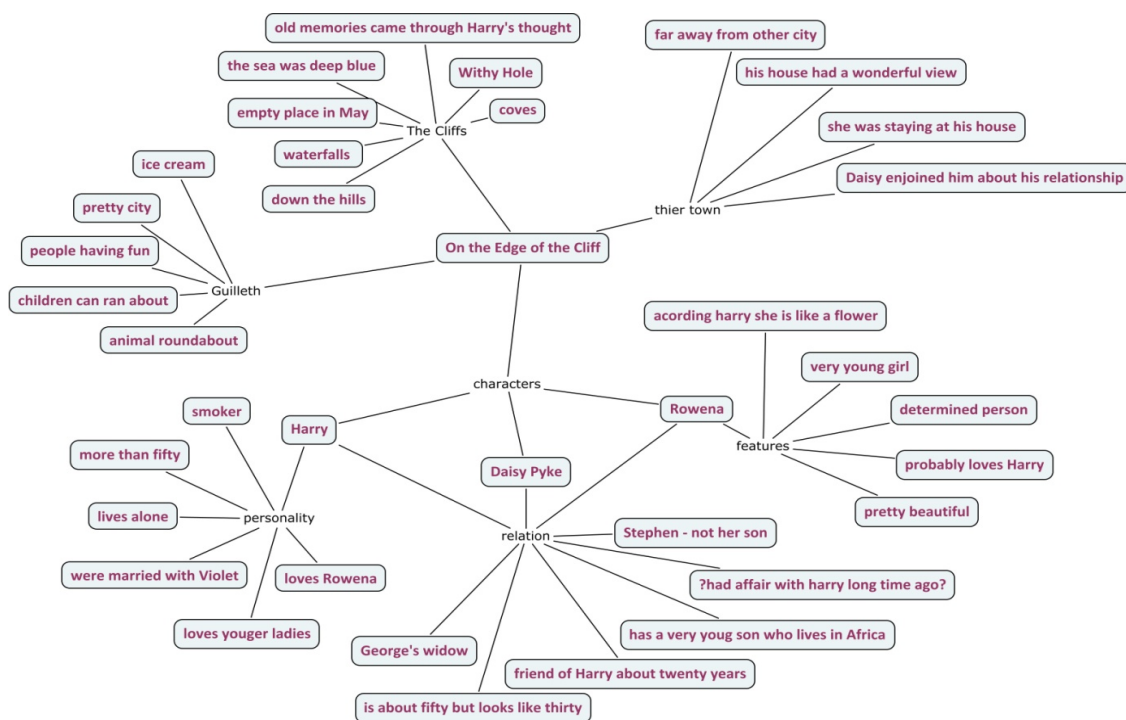 old memories came through Harry's thought
far away from other city
the sea was deep blue
Withy Hole
his house had a wonderful view
empty place in May
coves
The Cliffs
she was staying at his house
waterfalls
ice cream
Daisy enjoined him about his relationship
down the hills
thier town
pretty city
On the Edge of the Cliff
people having fun
Guilleth
children can ran about
animal roundabout
acording harry she is like a flower
very young girl
characters
smoker
Harry
Rowena
determined person
features
more than fifty
Daisy Pyke
probably loves Harry
lives alone
personality
pretty beautiful
relation
Stephen - not her son
were married with Violet
loves Rowena
?had affair with harry long time ago?
loves youger ladies
has a very youg son who lives in Africa
George's widow
friend of Harry about twenty years
is about fifty but looks like thirty